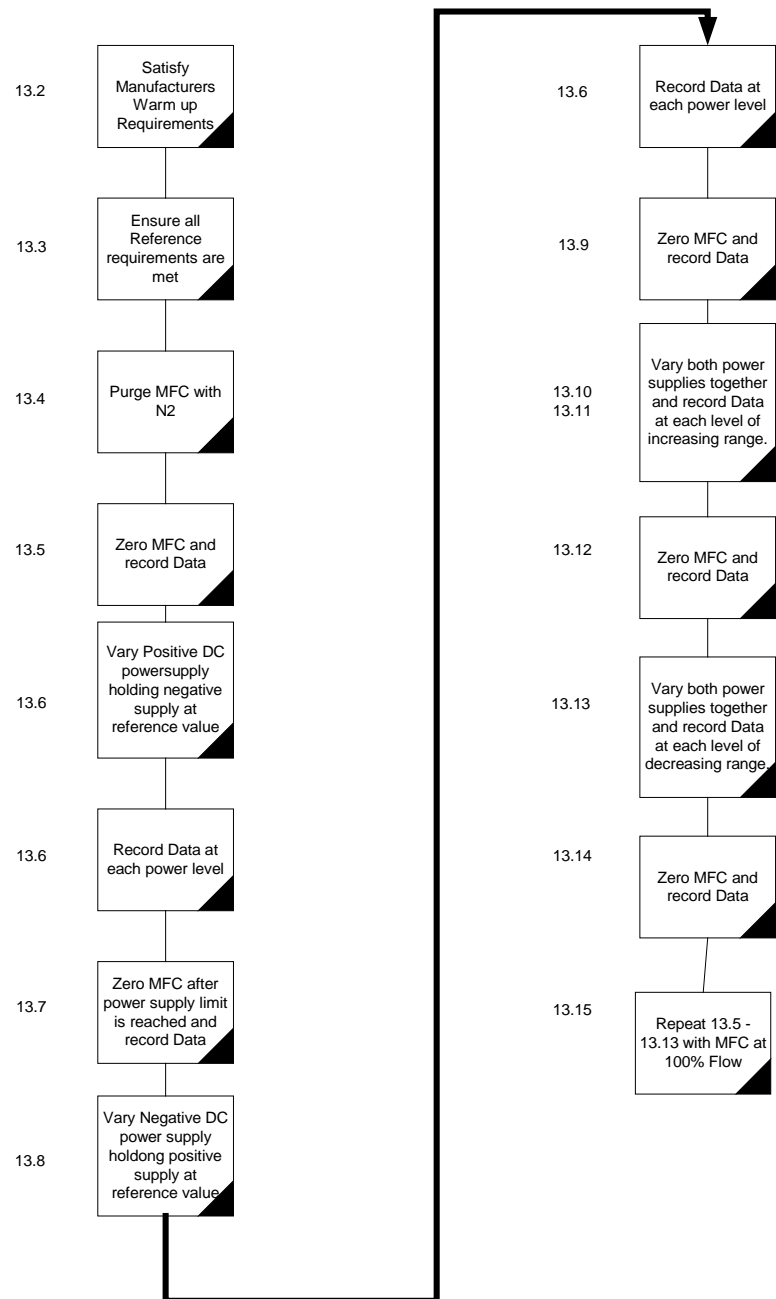 13.2
Satisfy
Manufacturers
Warm up
Requirements
13.3
Ensure all
Reference
requirements are
met
13.4
Purge MFC with
N2
13.5
Zero MFC and
record Data
13.6
Vary Positive DC
powersupply
holding negative
supply at
reference value
13.6
Record Data at
each power level
13.7
Zero MFC after
power supply limit
is reached and
record Data
13.8
Vary Negative DC
power supply
holdong positive
supply at
reference value
13.6
Record Data at
each power level
13.9
Zero MFC and
record Data
13.10
13.11
Vary both power
supplies together
and record Data
at each level of
increasing range.
13.12
Zero MFC and
record Data
13.13
Vary both power
supplies together
and record Data
at each level of
decreasing range.
13.14
Zero MFC and
record Data
13.15
Repeat 13.5 -
13.13 with MFC at
100% Flow